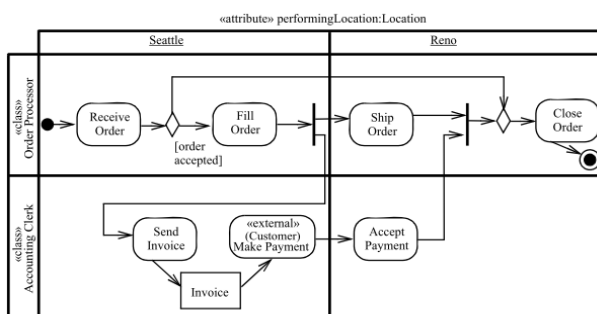 «attribute» performingLocation:Location
Seattle
Reno
«class»
Order Processor
Receive
Order
[order
accepted]
Fill
Order
Ship
Order
Close
Order
«class»
Accounting Clerk
Send
Invoice
Invoice
«external»
(Customer)
Make Payment
Accept
Payment